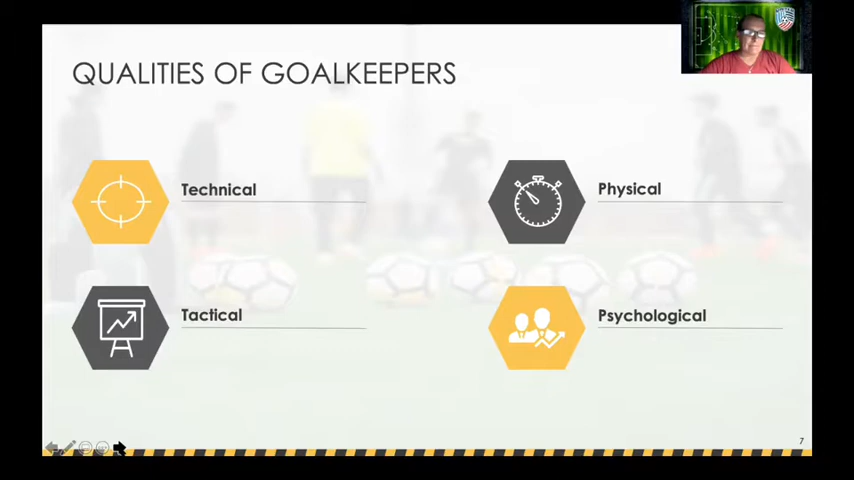 QUALITIES OF GOALKEEPERS
Technical
Physical
Tactical
Psychological
7